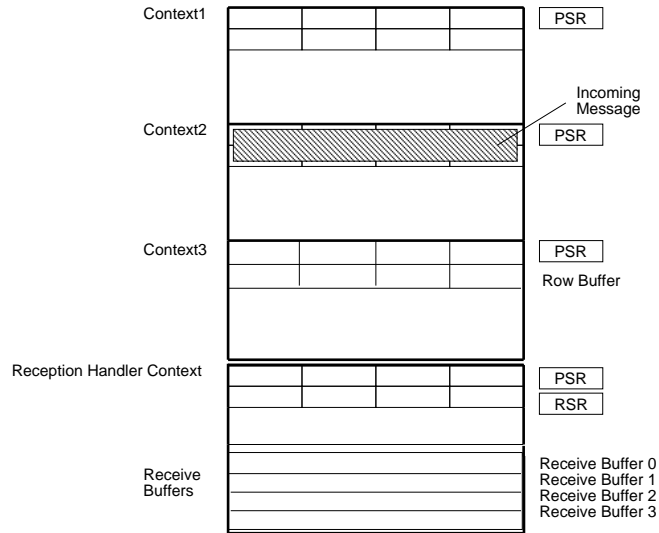 Context1
PSR
Incoming
Message
Context2
PSR
Context3
PSR
Row Buffer
Reception Handler Context
PSR
RSR
Receive
Buffers
Receive Buffer 0
Receive Buffer 1
Receive Buffer 2
Receive Buffer 3